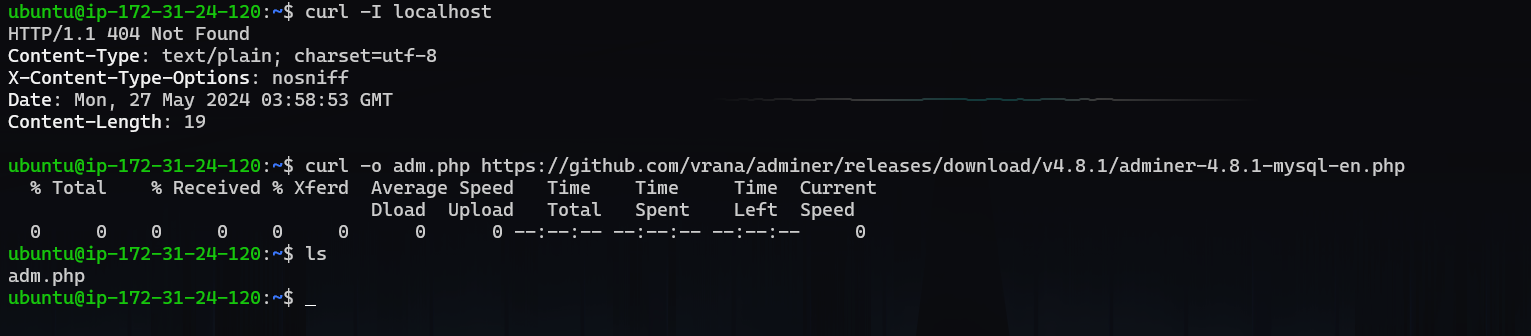 ubuntu@ip-172-31-24-120:~$ curl -I localhost
HTTP/1.1 404 Not Found
Content-Type: text/plain; charset=utf-8
X-Content-Type-Options: nosniff
Date: Mon, 27 May 2024 03:58:53 GMT
Content-Length: 19
ubuntu@ip-172-31-24-120:~$ curl -o adm.php https://github.com/vrana/adminer/releases/download/v4.8.1/adminer-4.8.1-mysql-en.php
  % Total    % Received % Xferd  Average Speed   Time    Time     Time  Current
                                 Dload  Upload   Total   Spent    Left  Speed
  0     0    0     0    0     0      0      0 --:--:-- --:--:-- --:--:--     0
ubuntu@ip-172-31-24-120:~$ ls
adm.php
ubuntu@ip-172-31-24-120:~$ _